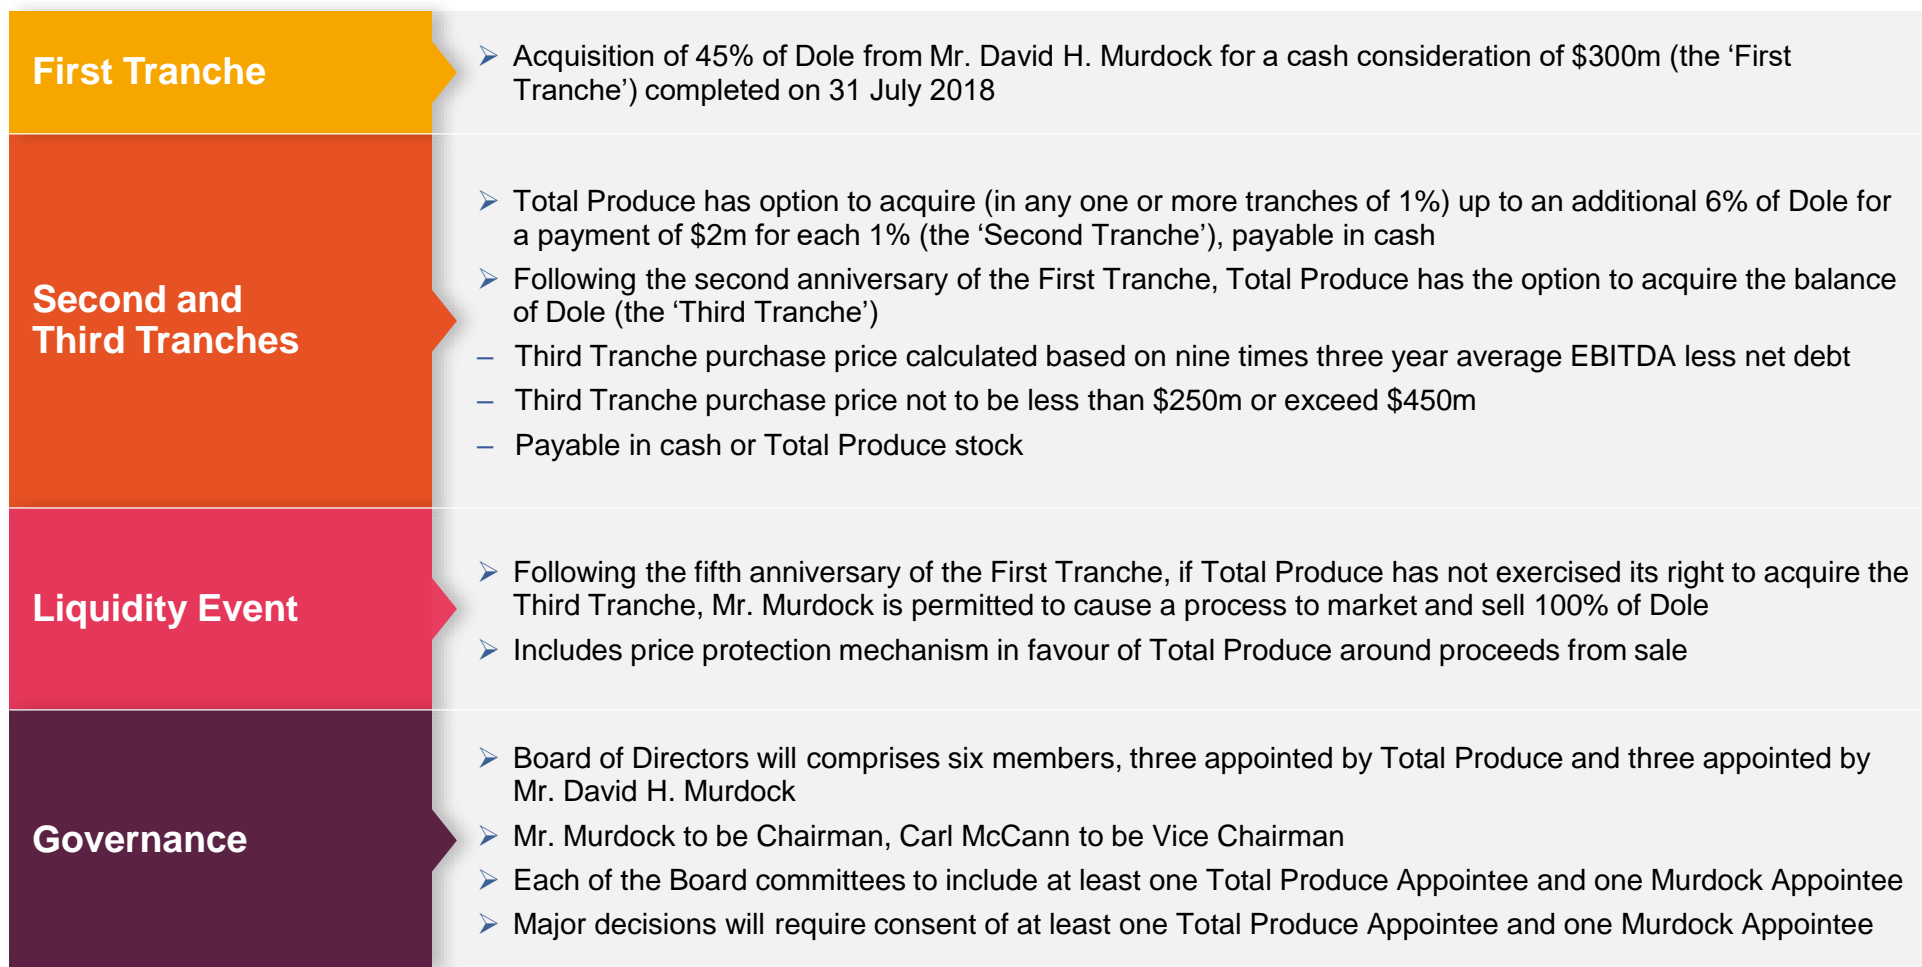 First Tranche
➢ Acquisition of 45% of Dole from Mr. David H. Murdock for a cash consideration of $300m (the ‘First
Tranche’) completed on 31 July 2018
Second and
Third Tranches
➢ Total Produce has option to acquire (in any one or more tranches of 1%) up to an additional 6% of Dole for
a payment of $2m for each 1% (the ‘Second Tranche’), payable in cash
➢ Following the second anniversary of the First Tranche, Total Produce has the option to acquire the balance
of Dole (the ‘Third Tranche’)
– Third Tranche purchase price calculated based on nine times three year average EBITDA less net debt
– Third Tranche purchase price not to be less than $250m or exceed $450m
– Payable in cash or Total Produce stock
Liquidity Event
➢ Following the fifth anniversary of the First Tranche, if Total Produce has not exercised its right to acquire the
Third Tranche, Mr. Murdock is permitted to cause a process to market and sell 100% of Dole
➢ Includes price protection mechanism in favour of Total Produce around proceeds from sale
Governance
➢ Board of Directors will comprises six members, three appointed by Total Produce and three appointed by
Mr. David H. Murdock
➢ Mr. Murdock to be Chairman, Carl McCann to be Vice Chairman
➢ Each of the Board committees to include at least one Total Produce Appointee and one Murdock Appointee
➢ Major decisions will require consent of at least one Total Produce Appointee and one Murdock Appointee